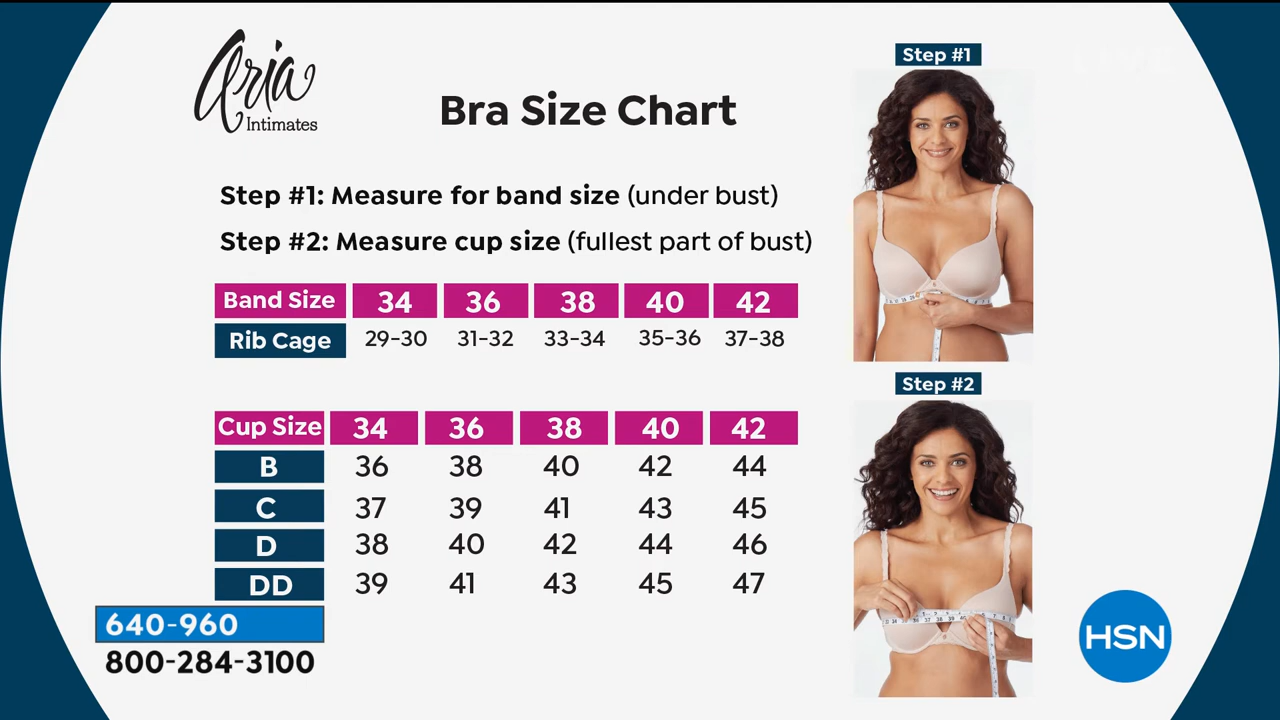 Aria
Intimates
Bra Size Chart
Step #1: Measure for band size (under bust)
Step #2: Measure cup size (fullest part of bust)
Band Size 34 36 38 40 42
Rib Cage 29-30 31-32 33-34 35-36 37-38
Cup Size 34 36 38 40 42
B 36 38 40 42 44
C 37 39 41 43 45
D 38 40 42 44 46
DD 39 41 43 45 47
640-960
800-284-3100
Step #1
Step #2
HSN
LIVE